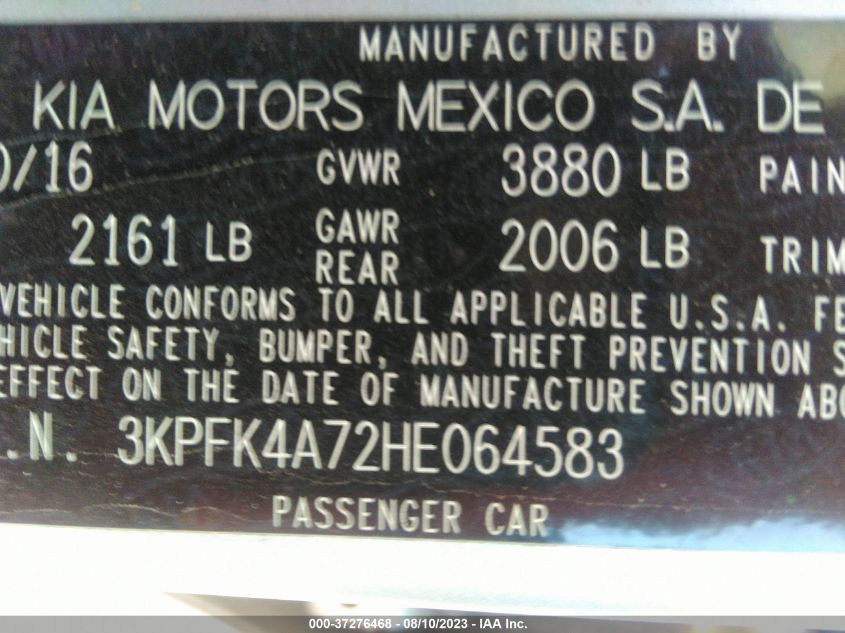 MANUFACTURED BY
KIA MOTORS MEXICO S.A. DE
0/16 GVWR 3880 LB PAIN
2161 LB GAWR REAR 2006 LB TRIM
VEHICLE CONFORMS TO ALL APPLICABLE U.S.A. FE
HICLE SAFETY, BUMPER, AND THEFT PREVENTION S
EFFECT ON THE DATE OF MANUFACTURE SHOWN ABO
.N. 3KPFK4A72HE064583
PASSENGER CAR
000-37276468 - 08/10/2023 - IAA Inc.